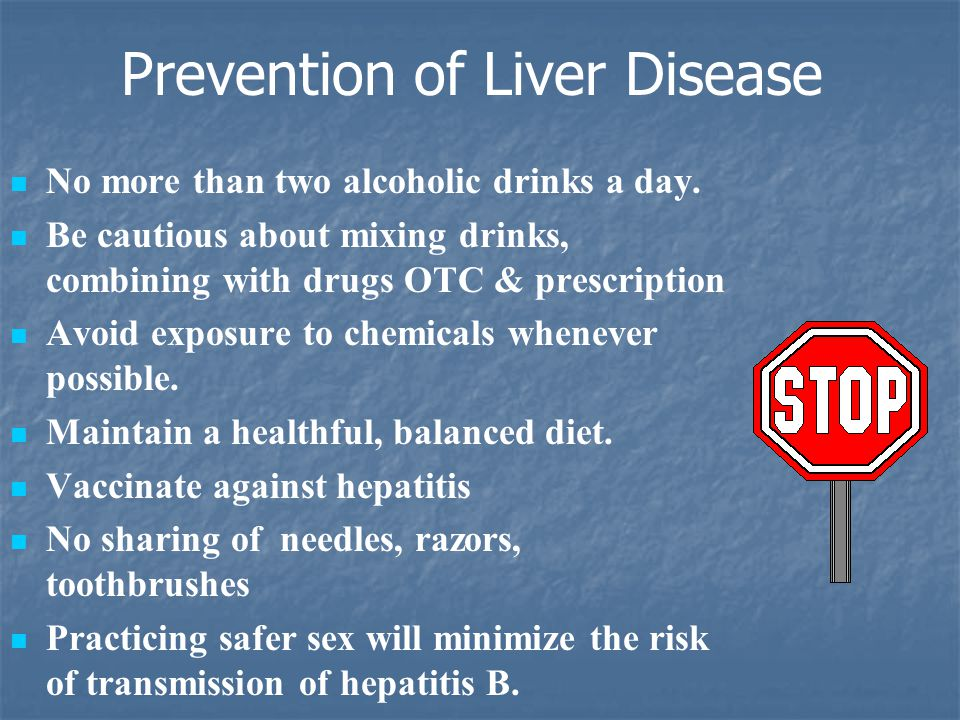 Prevention of Liver Disease
No more than two alcoholic drinks a day.
Be cautious about mixing drinks,
combining with drugs OTC & prescription
Avoid exposure to chemicals whenever
possible.
Maintain a healthful, balanced diet.
Vaccinate against hepatitis
No sharing of needles, razors,
toothbrushes
Practicing safer sex will minimize the risk
of transmission of hepatitis B.
STOP